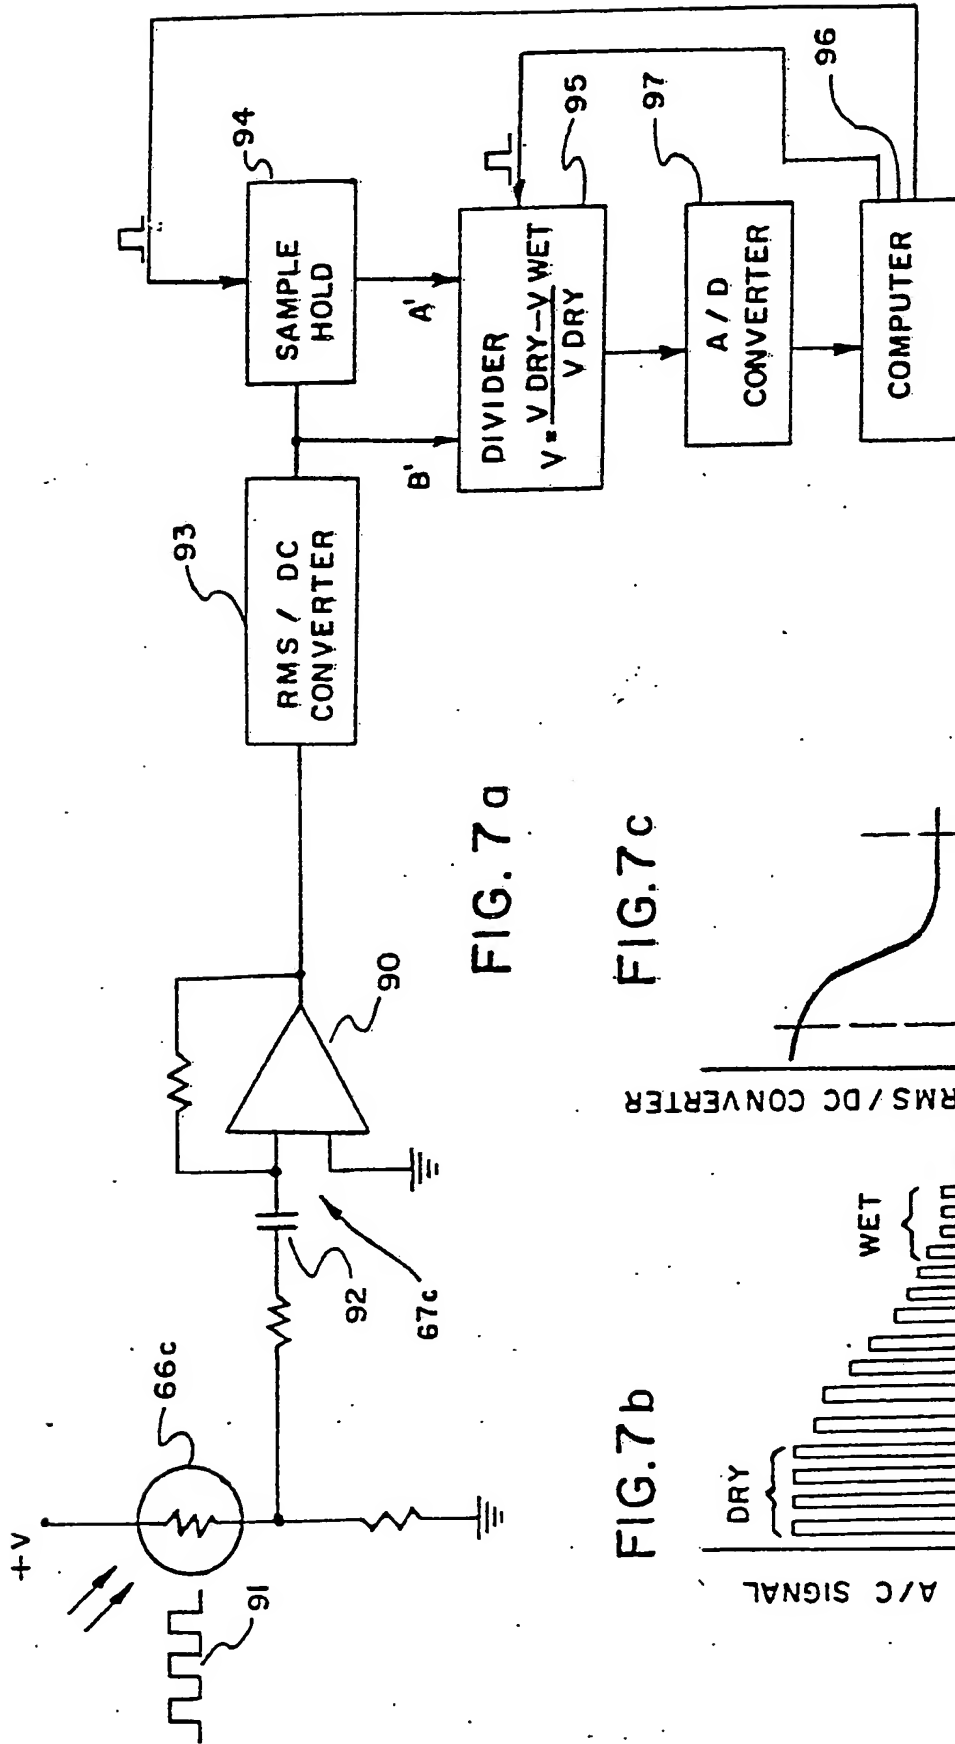 +V
66c
91
92
67c
90
93
RMS / DC
CONVERTER
94
SAMPLE
HOLD
B'
A'
DIVIDER
V = V DRY—V WET
V DRY
95
97
A / D
CONVERTER
96
COMPUTER
FIG. 7a
FIG. 7b
A/C SIGNAL
DRY
WET
FIG. 7c
RMS / DC CONVERTER